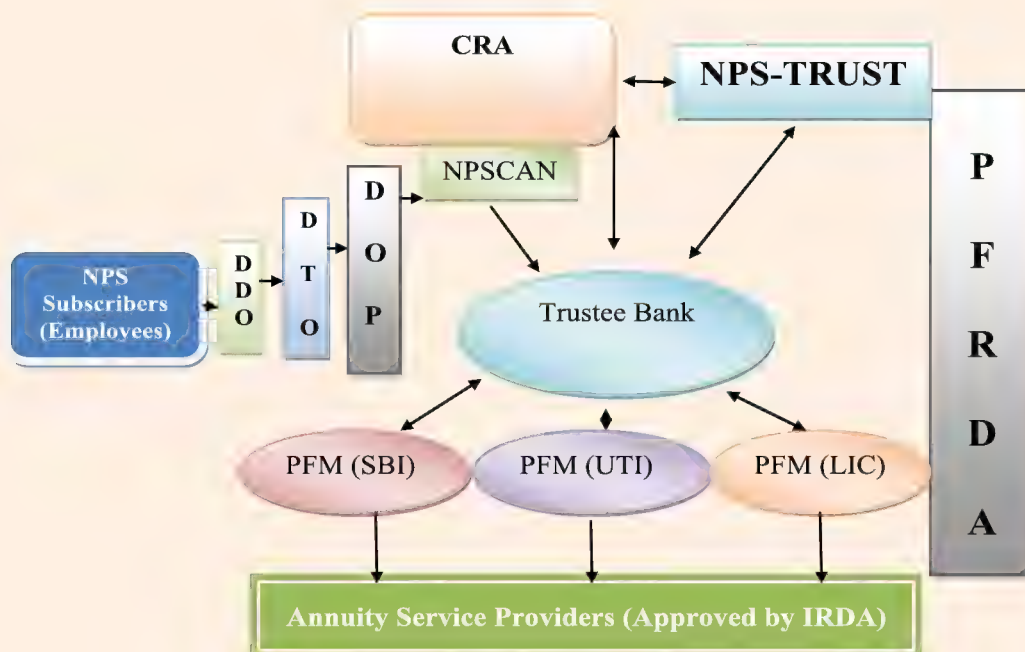 CRA
NPS-TRUST
NPSCAN
P
F
R
D
A
D
O
P
D
T
O
D
D
O
NPS
Subscribers
(Employees)
Trustee Bank
PFM (SBI)
PFM (UTI)
PFM (LIC)
Annuity Service Providers (Approved by IRDA)